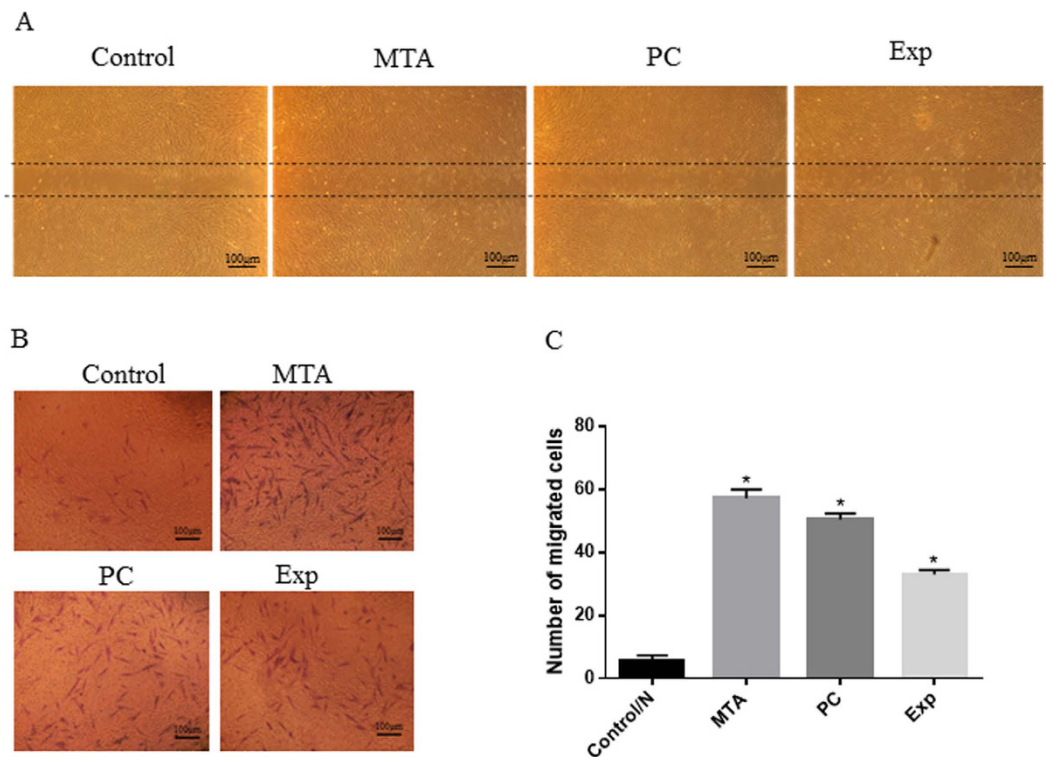 A
Control MTA PC Exp
100μm 100μm 100μm 100μm
B
Control MTA
100μm 100μm
PC Exp
100μm 100μm
C
Number of migrated cells
80
60
40
20
0
* * *
Control/N MTA PC Exp